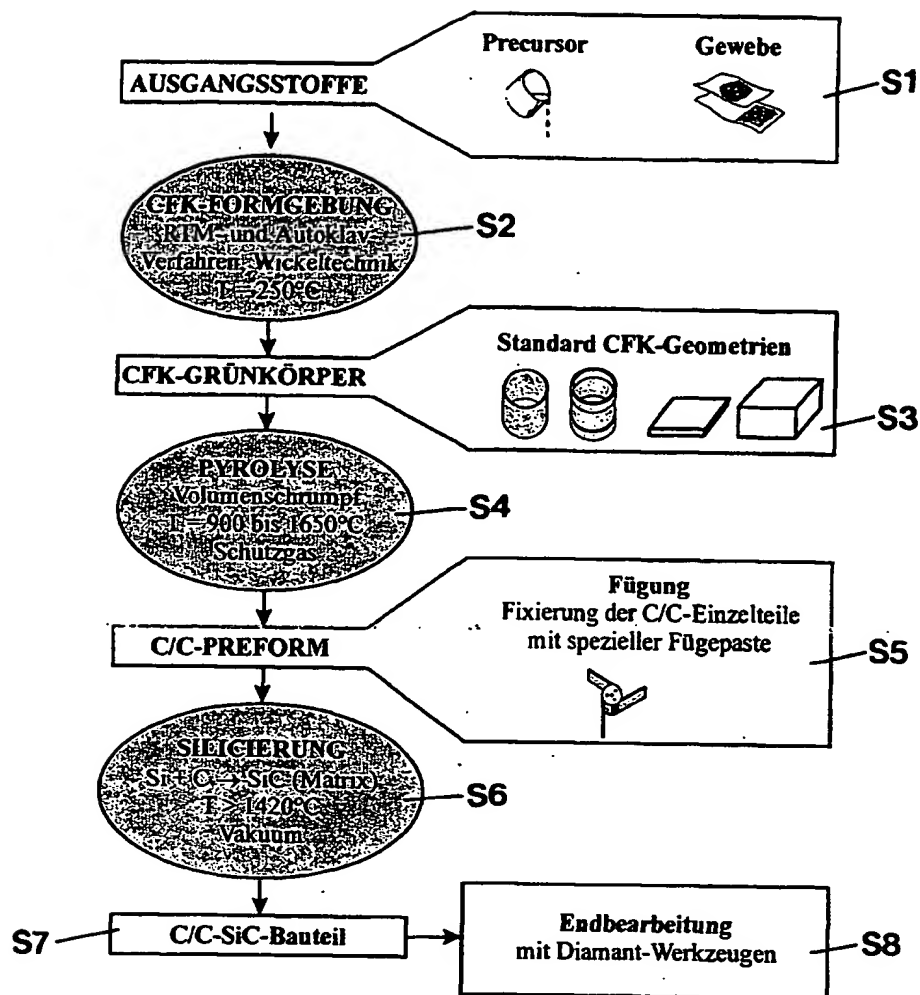 Precursor
Gewebe
AUSGANGSSTOFFE
S1
CFK-FORMGEBUNG
RTM- und Autoklav-
Verfahren, Wickeltechnik
T = 250°C
S2
Standard CFK-Geometrien
CFK-GRÜNKÖRPER
S3
PYROLYSE
Volumenschrumpf
T = 900 bis 1650°C
Schutzgas
S4
Fügung
Fixierung der C/C-Einzelteile
mit spezieller Fügepaste
C/C-PREFORM
S5
SILICIERUNG
Si + C → SiC (Matrix)
T > 1420°C
Vakuum
S6
S7
C/C-SiC-Bauteil
Endbearbeitung
mit Diamant-Werkzeugen
S8